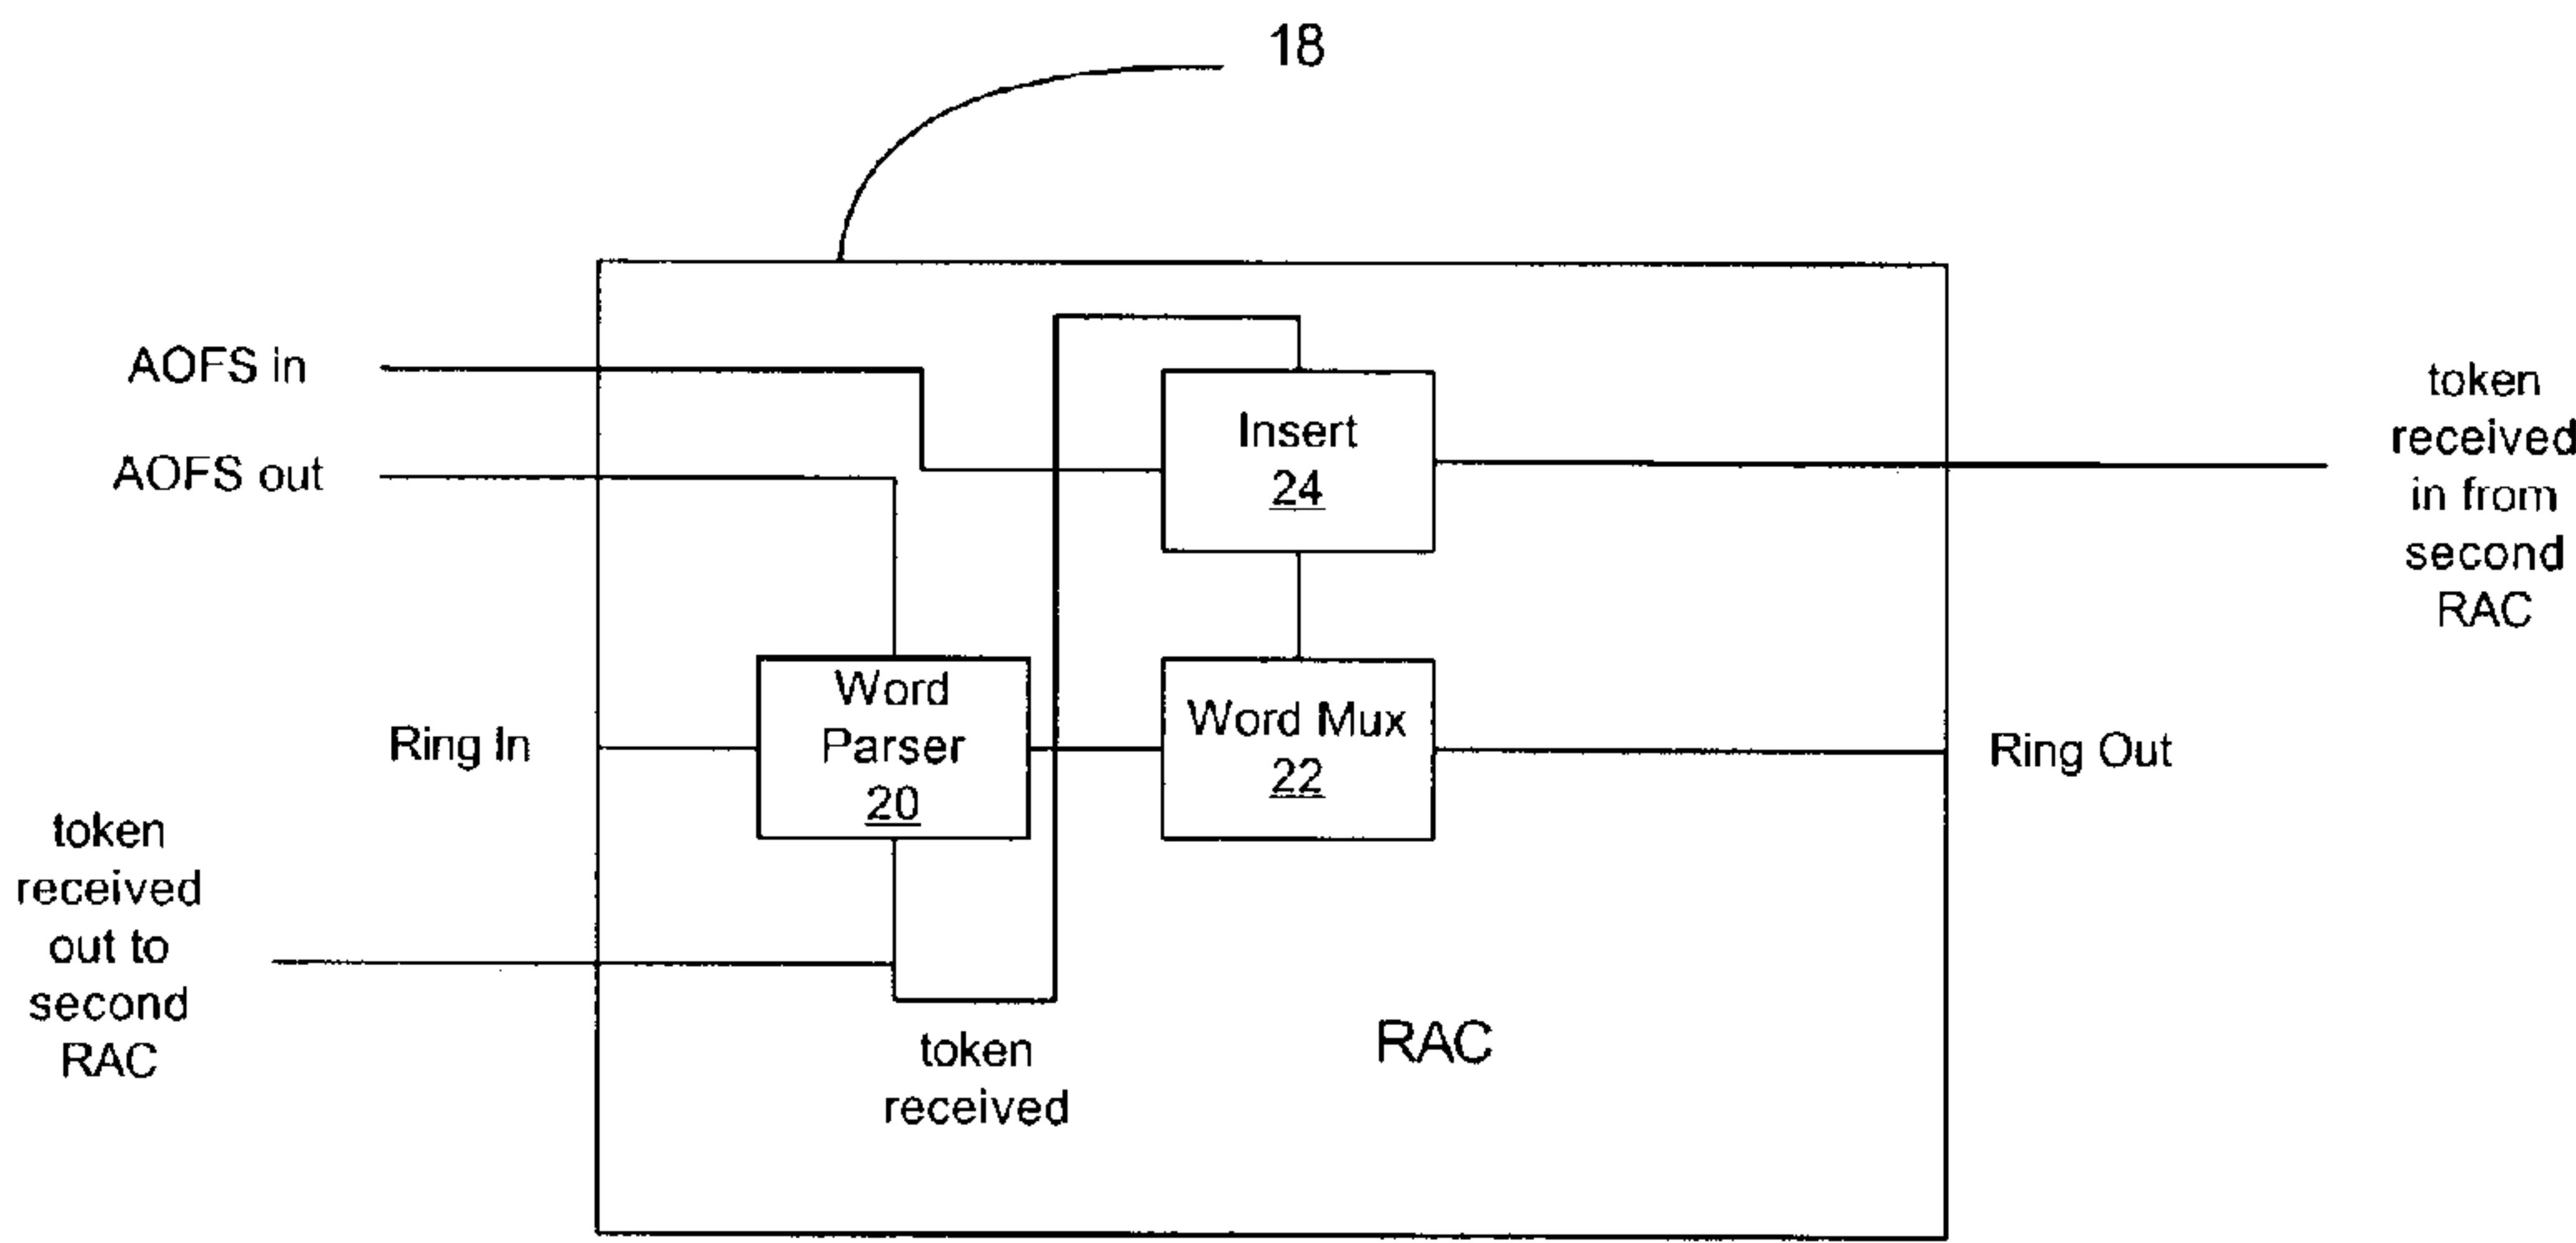 18
AOFS in
AOFS out
Insert
24
token
received
in from
second
RAC
Word
Parser
20
Word Mux
22
Ring In
Ring Out
token
received
out to
second
RAC
token
received
RAC